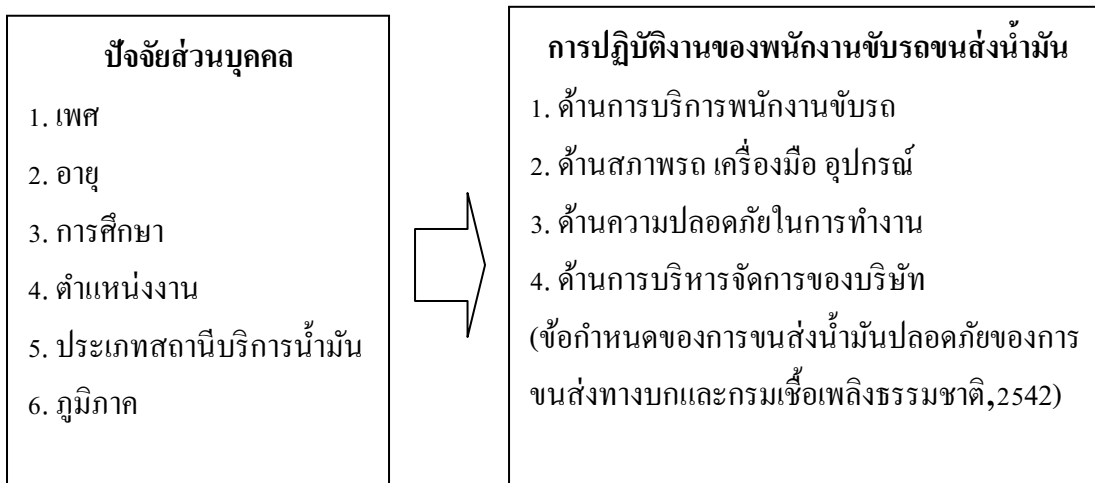 ปัจจัยส่วนบุคคล
1. เพศ
2. อายุ
3. การศึกษา
4. ตำแหน่งงาน
5. ประเภทสถานีบริการน้ำมัน
6. ภูมิภาค
การปฏิบัติงานของพนักงานขับรถขนส่งน้ำมัน
1. ด้านการบริการพนักงานขับรถ
2. ด้านสภาพรถ เครื่องมือ อุปกรณ์
3. ด้านความปลอดภัยในการทำงาน
4. ด้านการบริหารจัดการของบริษัท
(ข้อกำหนดของการขนส่งน้ำมันปลอดภัยของการ
ขนส่งทางบกและกรมเชื้อเพลิงธรรมชาติ,2542)